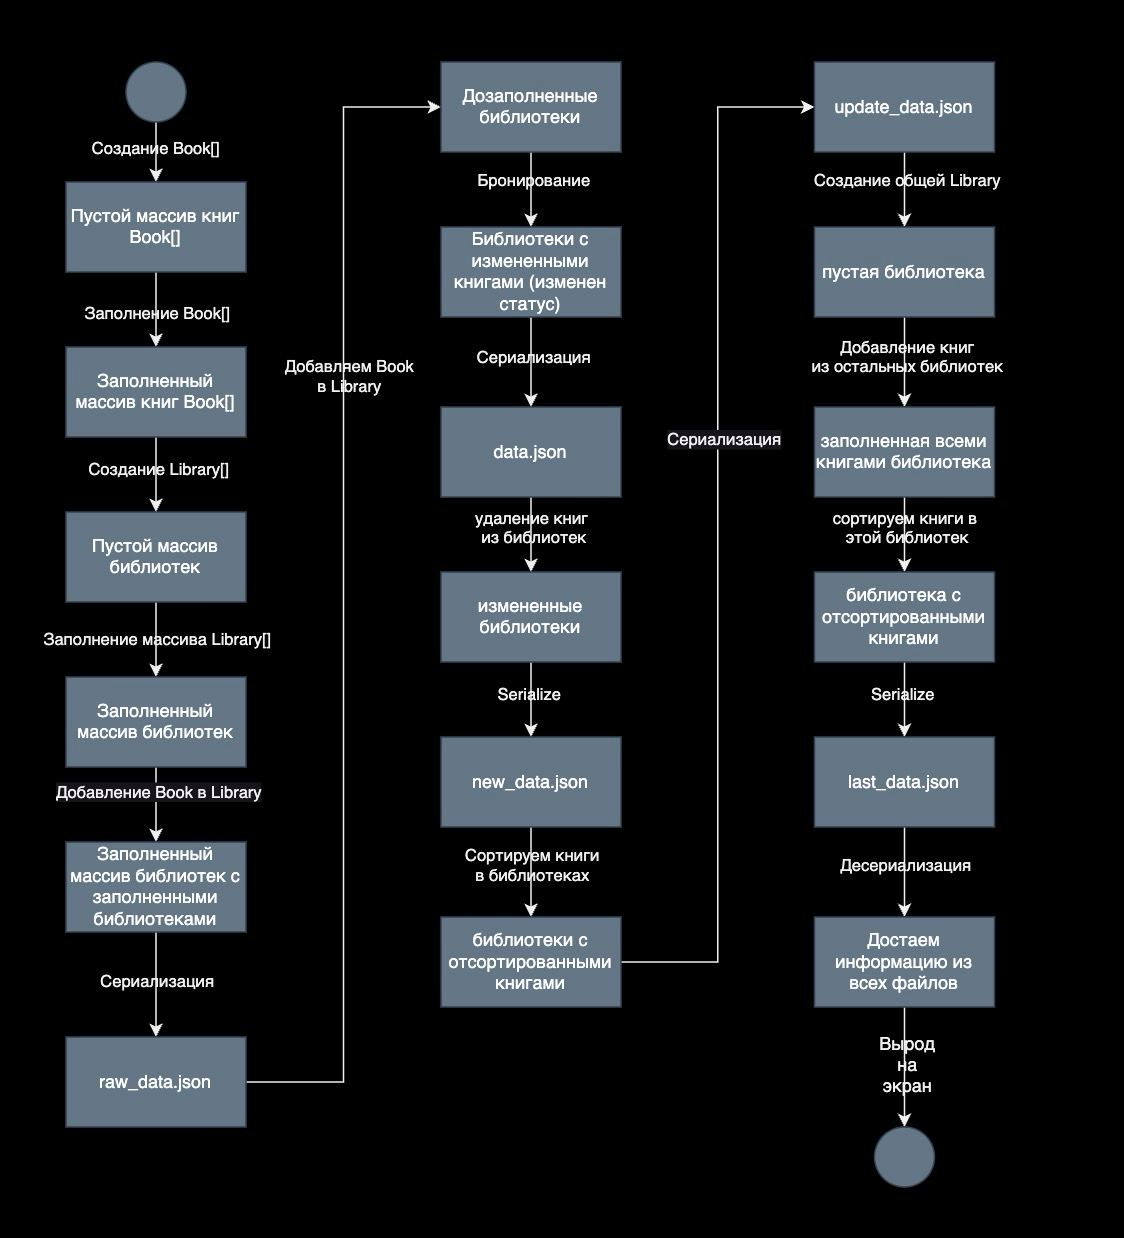 Создание Book[]
Пустой массив книг
Book[]
Заполнение Book[]
Заполненный
массив книг Book[]
Создание Library[]
Пустой массив
библиотек
Заполнение массива Library[]
Заполненный
массив библиотек
Добавление Book в Library
Заполненный
массив библиотек с
заполненными
библиотеками
Сериализация
raw_data.json
Добавляем Book
в Library
Дозаполненные
библиотеки
Бронирование
Библиотеки с
измененными
книгами (изменен
статус)
Сериализация
data.json
удаление книг
из библиотек
измененные
библиотеки
Serialize
new_data.json
Сортируем книги
в библиотеках
библиотеки с
отсортированными
книгами
Сериализация
update_data.json
Создание общей Library
пустая библиотека
Добавление книг
из остальных библиотек
заполненная всеми
книгами библиотека
сортируем книги в
этой библиотек
библиотека с
отсортированными
книгами
Serialize
last_data.json
Десериализация
Достаем
информацию из
всех файлов
Вырод
на
экран